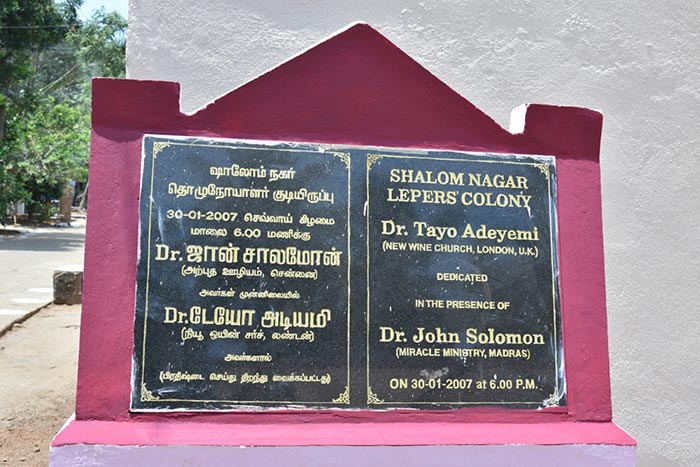 ஷாலோம் நகர்
தொழுநோயாளர் குடியிருப்பு
30-01-2007 செவ்வாய் கிழமை
மாலை 6.00 மணிக்கு
Dr. ஜான் சாலமோன்
(அற்புத ஊழியம், சென்னை)
அவர்கள் முன்னிலையில்
Dr. டேயோ அடியமி
(நியூ ஒயின் சர்ச், லண்டன்)
அவர்களால்
(பிரதிஷ்டை செய்து திறந்து வைக்கப்பட்டது)
SHALOM NAGAR
LEPERS' COLONY
Dr. Tayo Adeyemi
(NEW WINE CHURCH, LONDON, U.K.)
DEDICATED
IN THE PRESENCE OF
Dr. John Solomon
(MIRACLE MINISTRY, MADRAS)
ON 30-01-2007 at 6.00 P.M.